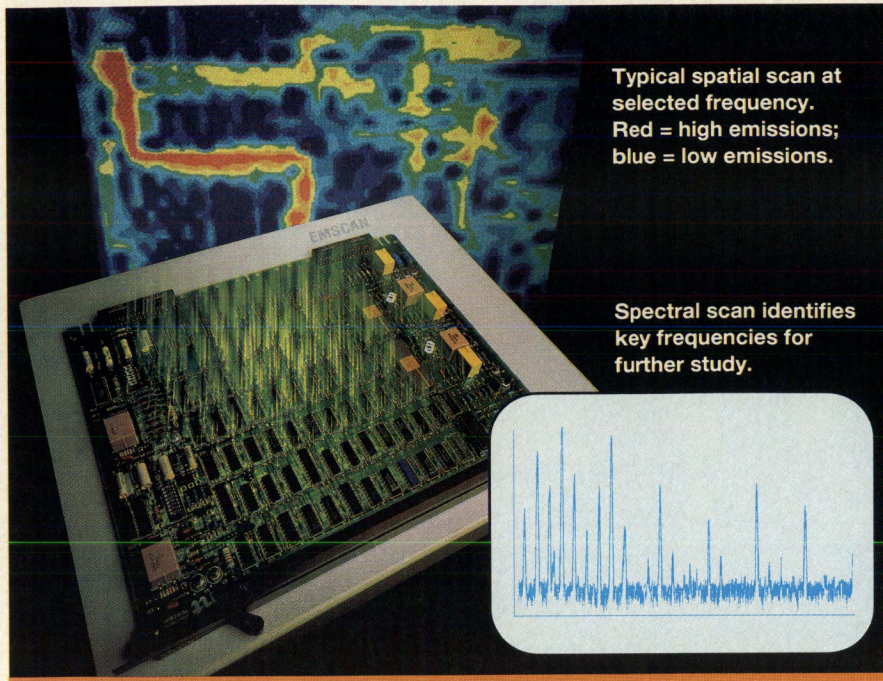 Typical spatial scan at
selected frequency.
Red = high emissions;
blue = low emissions.
EMSCAN
Spectral scan identifies
key frequencies for
further study.